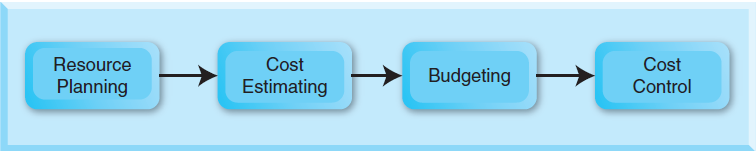 Resource
Planning
Cost
Estimating
Budgeting
Cost
Control